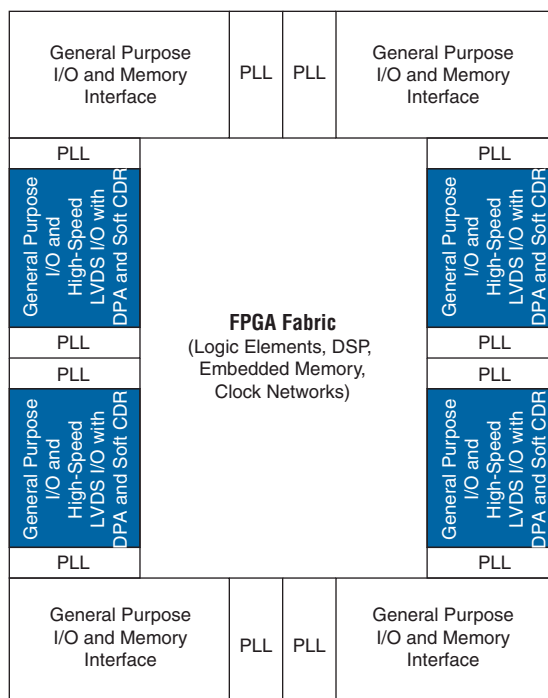 General Purpose
I/O and Memory
Interface
PLL
PLL
General Purpose
I/O and Memory
Interface
PLL
General Purpose
I/O and
High-Speed
LVDS I/O with
DPA and Soft CDR
PLL
PLL
General Purpose
I/O and
High-Speed
LVDS I/O with
DPA and Soft CDR
PLL
FPGA Fabric
(Logic Elements, DSP,
Embedded Memory,
Clock Networks)
PLL
General Purpose
I/O and
High-Speed
LVDS I/O with
DPA and Soft CDR
PLL
PLL
General Purpose
I/O and
High-Speed
LVDS I/O with
DPA and Soft CDR
PLL
General Purpose
I/O and Memory
Interface
PLL
PLL
General Purpose
I/O and Memory
Interface